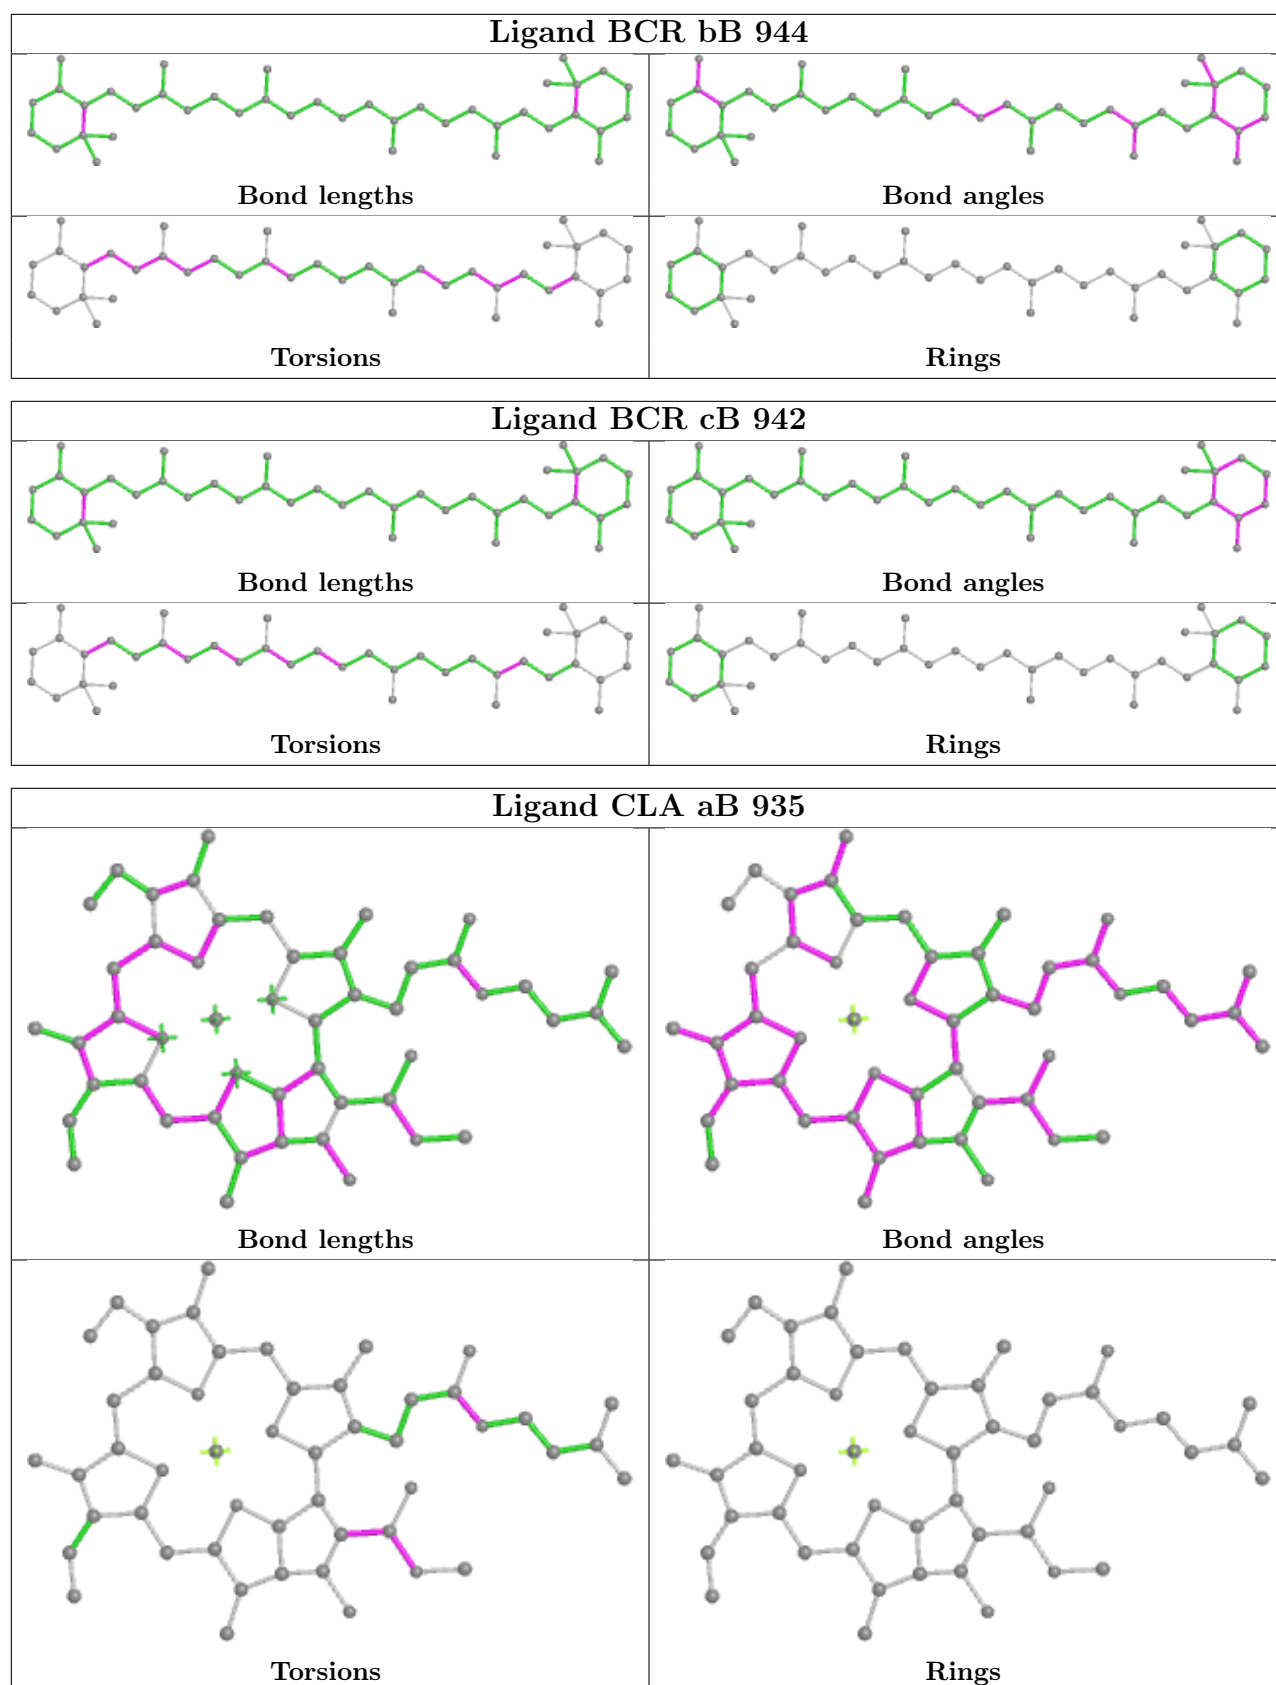 Ligand BCR bB 944
Bond lengths
Bond angles
Torsions
Rings
Ligand BCR cB 942
Bond lengths
Bond angles
Torsions
Rings
Ligand CLA aB 935
Bond lengths
Bond angles
Torsions
Rings